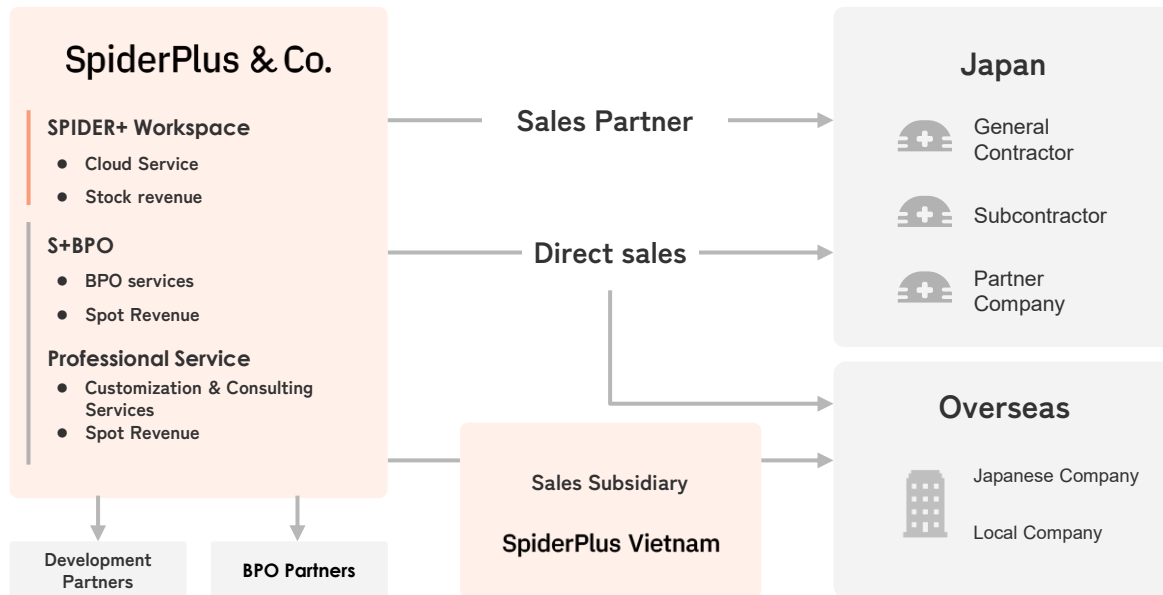 SpiderPlus & Co.
SPIDER+ Workspace
● Cloud Service
● Stock revenue
S+BPO
● BPO services
● Spot Revenue
Professional Service
● Customization & Consulting
Services
● Spot Revenue
Development
Partners
BPO Partners
Sales Partner
Direct sales
Sales Subsidiary
SpiderPlus Vietnam
Japan
General
Contractor
Subcontractor
Partner
Company
Overseas
Japanese Company
Local Company